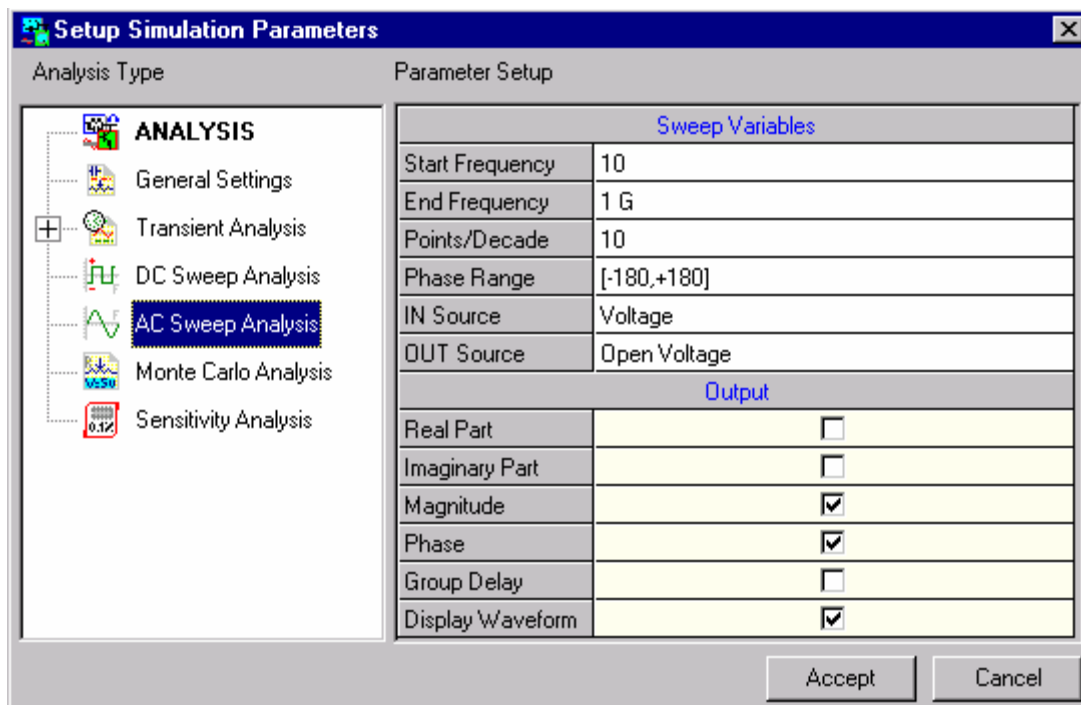 Setup Simulation Parameters
Analysis Type
Parameter Setup
ANALYSIS
General Settings
Transient Analysis
DC Sweep Analysis
AC Sweep Analysis
Monte Carlo Analysis
Sensitivity Analysis
Sweep Variables
Start Frequency 10
End Frequency 1 G
Points/Decade 10
Phase Range [-180,+180]
IN Source Voltage
OUT Source Open Voltage
Output
Real Part
Imaginary Part
Magnitude
Phase
Group Delay
Display Waveform
Accept Cancel